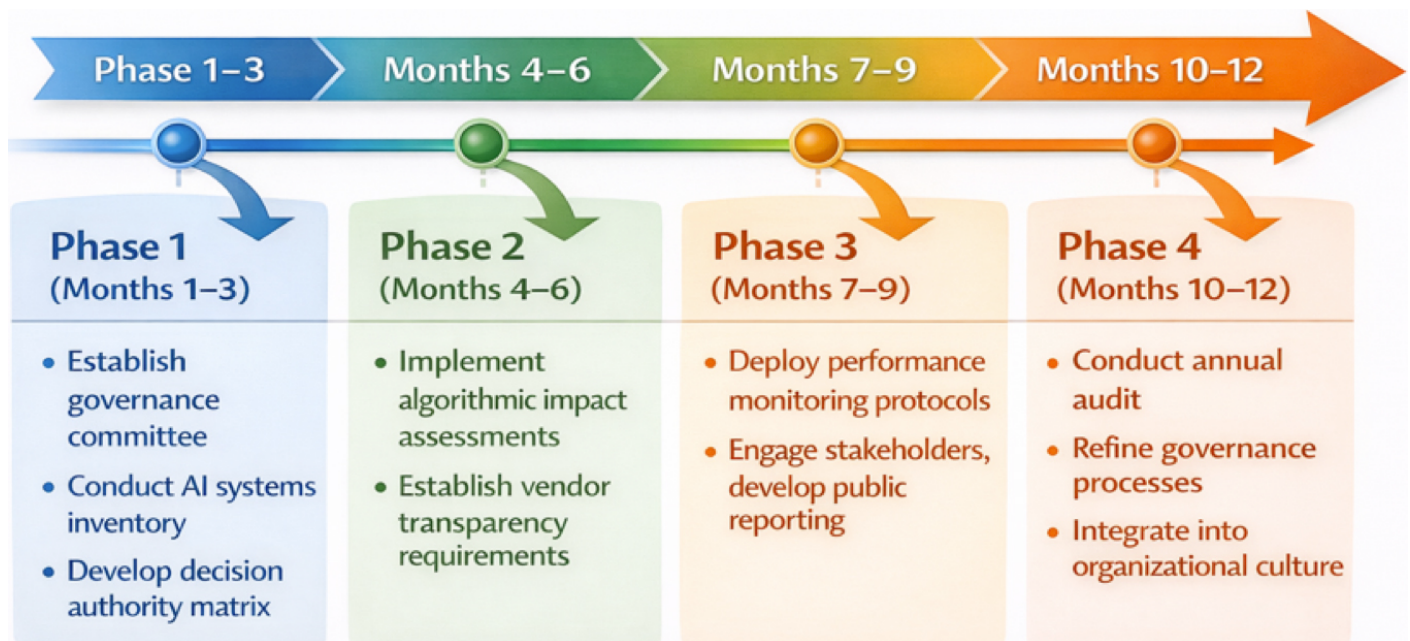 Phase 1–3
Months 4–6
Months 7–9
Months 10–12
Phase 1
(Months 1–3)
• Establish
governance
committee
• Conduct AI systems
inventory
• Develop decision
authority matrix
Phase 2
(Months 4–6)
• Implement
algorithmic impact
assessments
• Establish vendor
transparency
requirements
Phase 3
(Months 7–9)
• Deploy performance
monitoring protocols
• Engage stakeholders,
develop public
reporting
Phase 4
(Months 10–12)
• Conduct annual
audit
• Refine governance
processes
• Integrate into
organizational culture